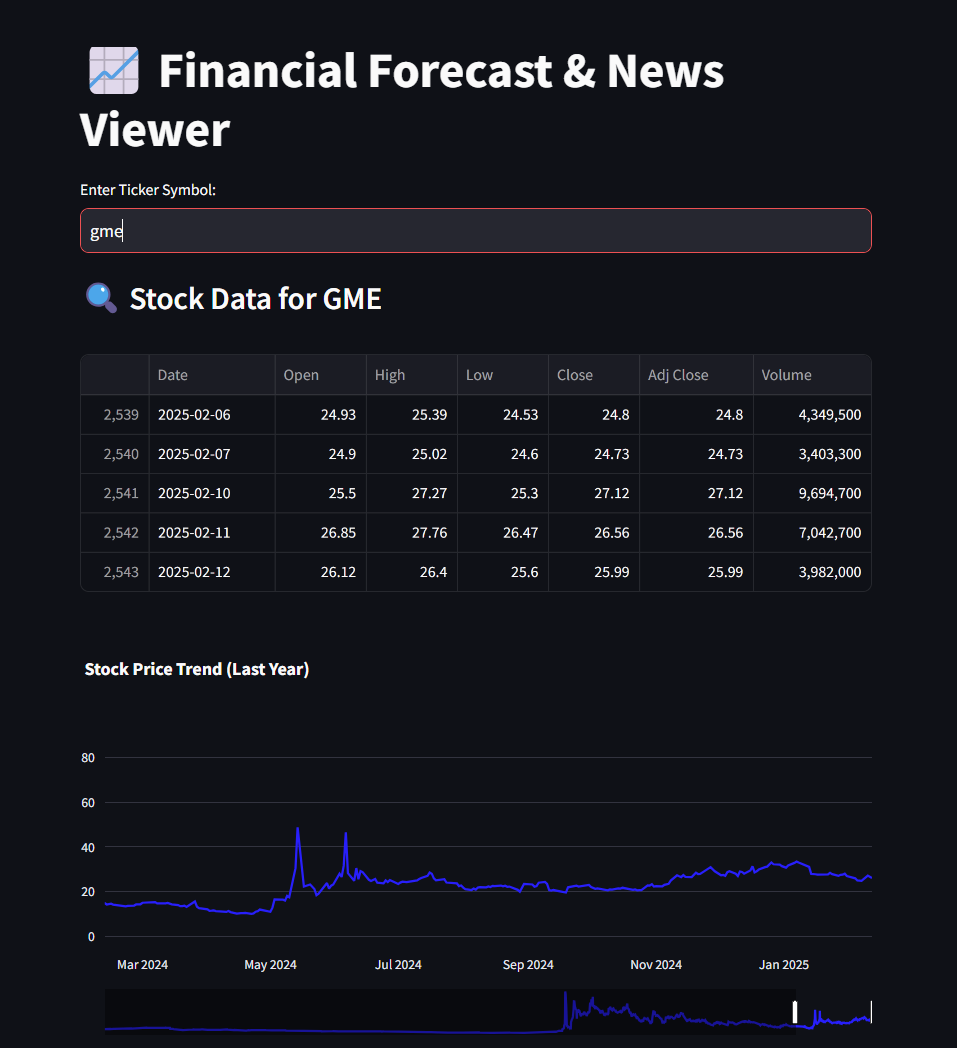 Financial Forecast & News
Viewer
Enter Ticker Symbol:
gme
Stock Data for GME
Date Open High Low Close Adj Close Volume
2,539 2025-02-06 24.93 25.39 24.53 24.8 24.8 4,349,500
2,540 2025-02-07 24.9 25.02 24.6 24.73 24.73 3,403,300
2,541 2025-02-10 25.5 27.27 25.3 27.12 27.12 9,694,700
2,542 2025-02-11 26.85 27.76 26.47 26.56 26.56 7,042,700
2,543 2025-02-12 26.12 26.4 25.6 25.99 25.99 3,982,000
Stock Price Trend (Last Year)
80
60
40
20
0
Mar 2024 May 2024 Jul 2024 Sep 2024 Nov 2024 Jan 2025